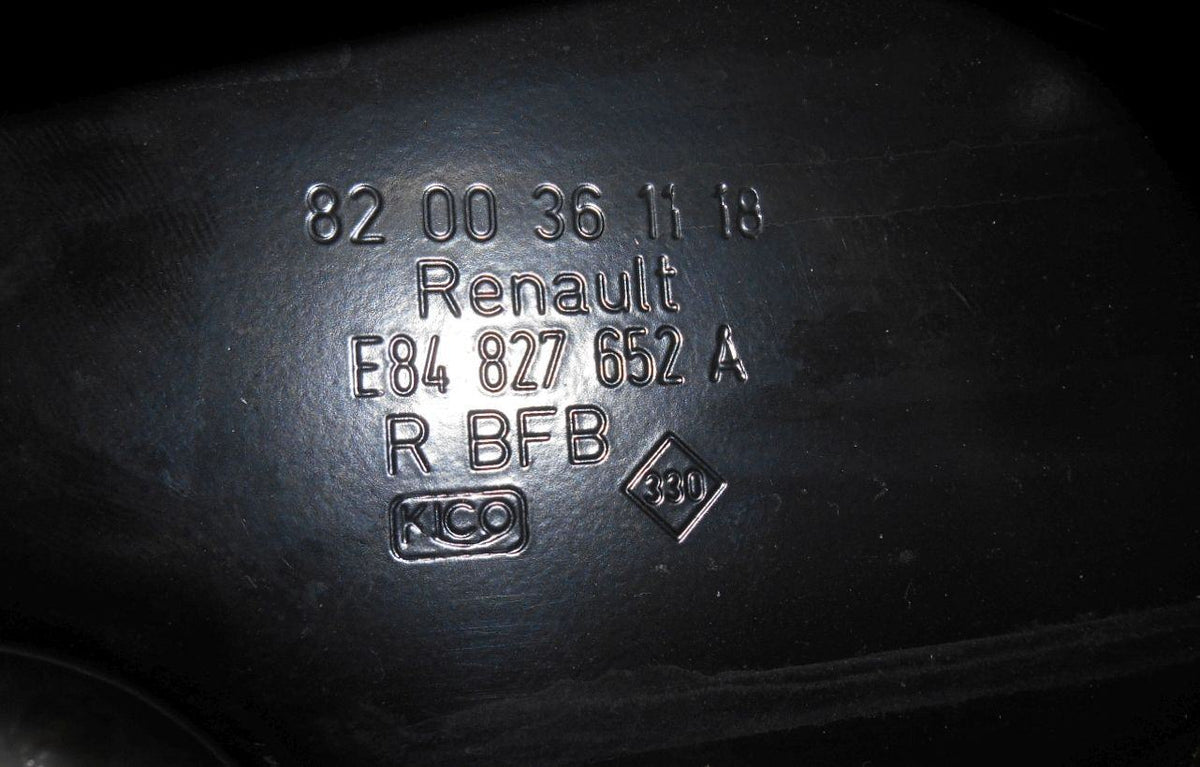 82 00 36 11 18
Renault
E84 827 652 A
R BFB
330
KICO